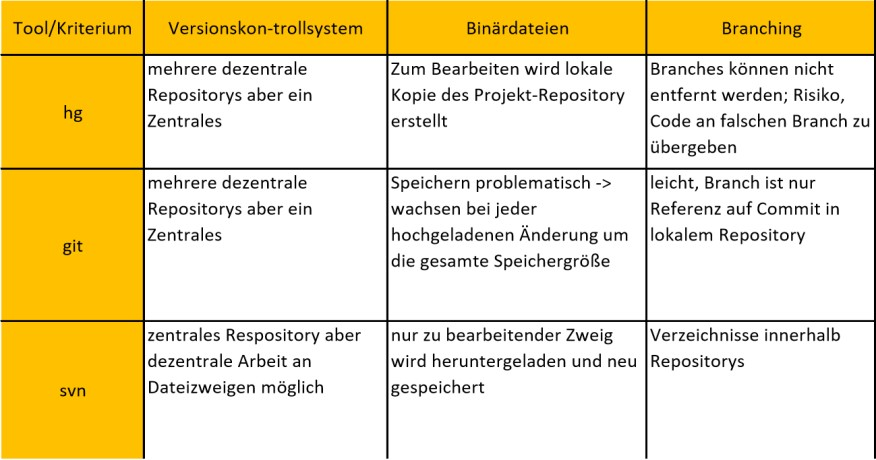 Tool/Kriterium
Versionskon-trollsystem
Binärdateien
Branching
hg
mehrere dezentrale
Repositorys aber ein
Zentrales
Zum Bearbeiten wird lokale
Kopie des Projekt-Repository
erstellt
Branches können nicht
entfernt werden; Risiko,
Code an falschen Branch zu
übergeben
git
mehrere dezentrale
Repositorys aber ein
Zentrales
Speichern problematisch ->
wachsen bei jeder
hochgeladenen Änderung um
die gesamte Speichergröße
leicht, Branch ist nur
Referenz auf Commit in
lokalem Repository
svn
zentrales Respository aber
dezentrale Arbeit an
Dateizweigen möglich
nur zu bearbeitender Zweig
wird heruntergeladen und neu
gespeichert
Verzeichnisse innerhalb
Repositorys